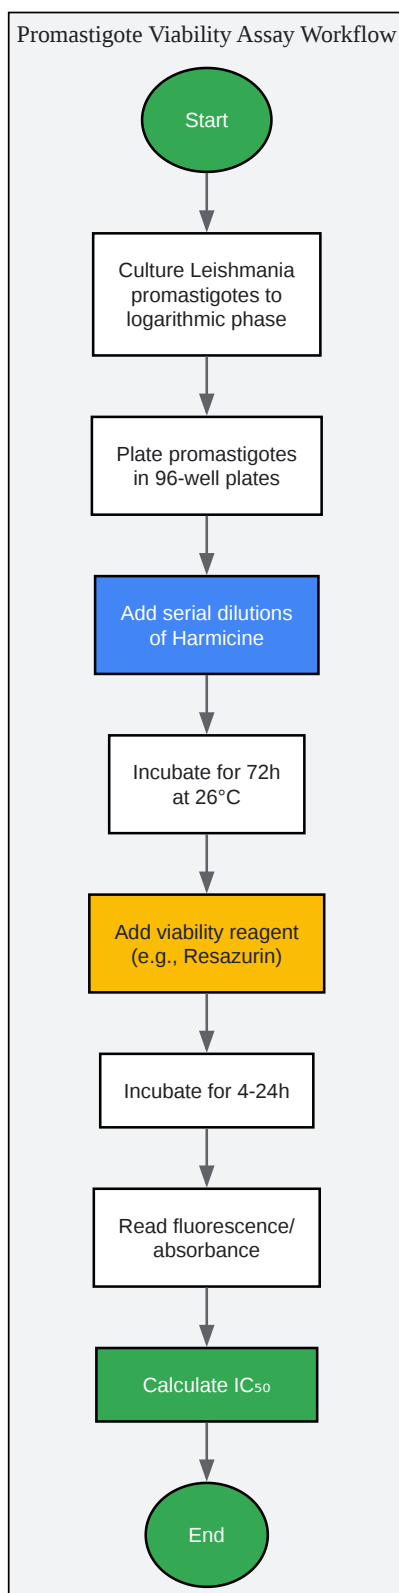 Promastigote Viability Assay Workflow
Start
Culture Leishmania
promastigotes to
logarithmic phase
Plate promastigotes
in 96-well plates
Add serial dilutions
of Harmicine
Incubate for 72h
at 26°C
Add viability reagent
(e.g., Resazurin)
Incubate for 4-24h
Read fluorescence/
absorbance
Calculate IC₅₀
End